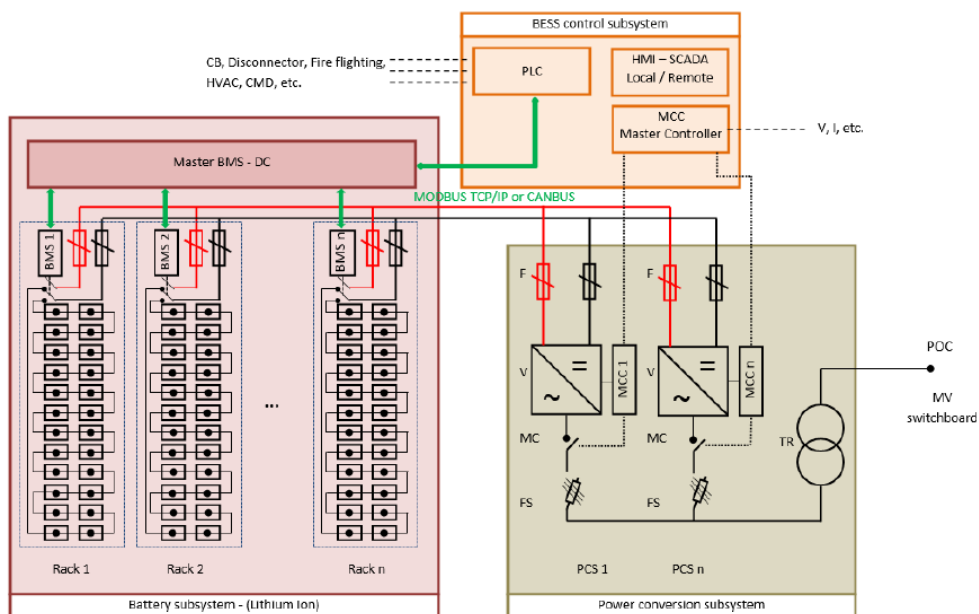 BESS control subsystem
CB, Disconnector, Fire flighting,
HVAC, CMD, etc.
PLC
HMI – SCADA
Local / Remote
MCC
Master Controller
V, I, etc.
Master BMS - DC
MODBUS TCP/IP or CANBUS
BMS 1
BMS 2
BMS n
...
F
F
V
V
MCC 1
MCC n
MC
MC
FS
FS
TR
POC
MV
switchboard
Rack 1
Rack 2
Rack n
PCS 1
PCS n
Battery subsystem - (Lithium Ion)
Power conversion subsystem